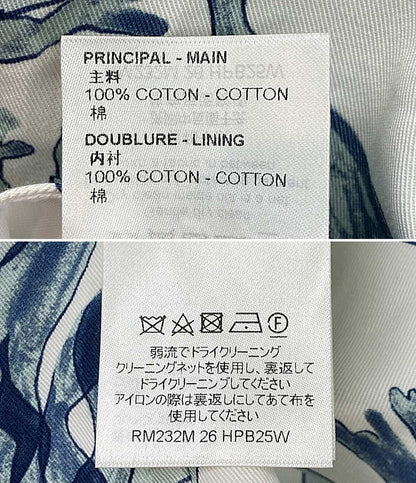 PRINCIPAL - MAIN
主料
100% COTON - COTTON
棉
DOUBLURE - LINING
内衬
100% COTON - COTTON
棉
弱流でドライクリーニング
クリーニングネットを使用し、裏返して
ドライクリーニングしてください
アイロンの際は裏返しにしてあて布を
使用してください
RM232M 26 HPB25W